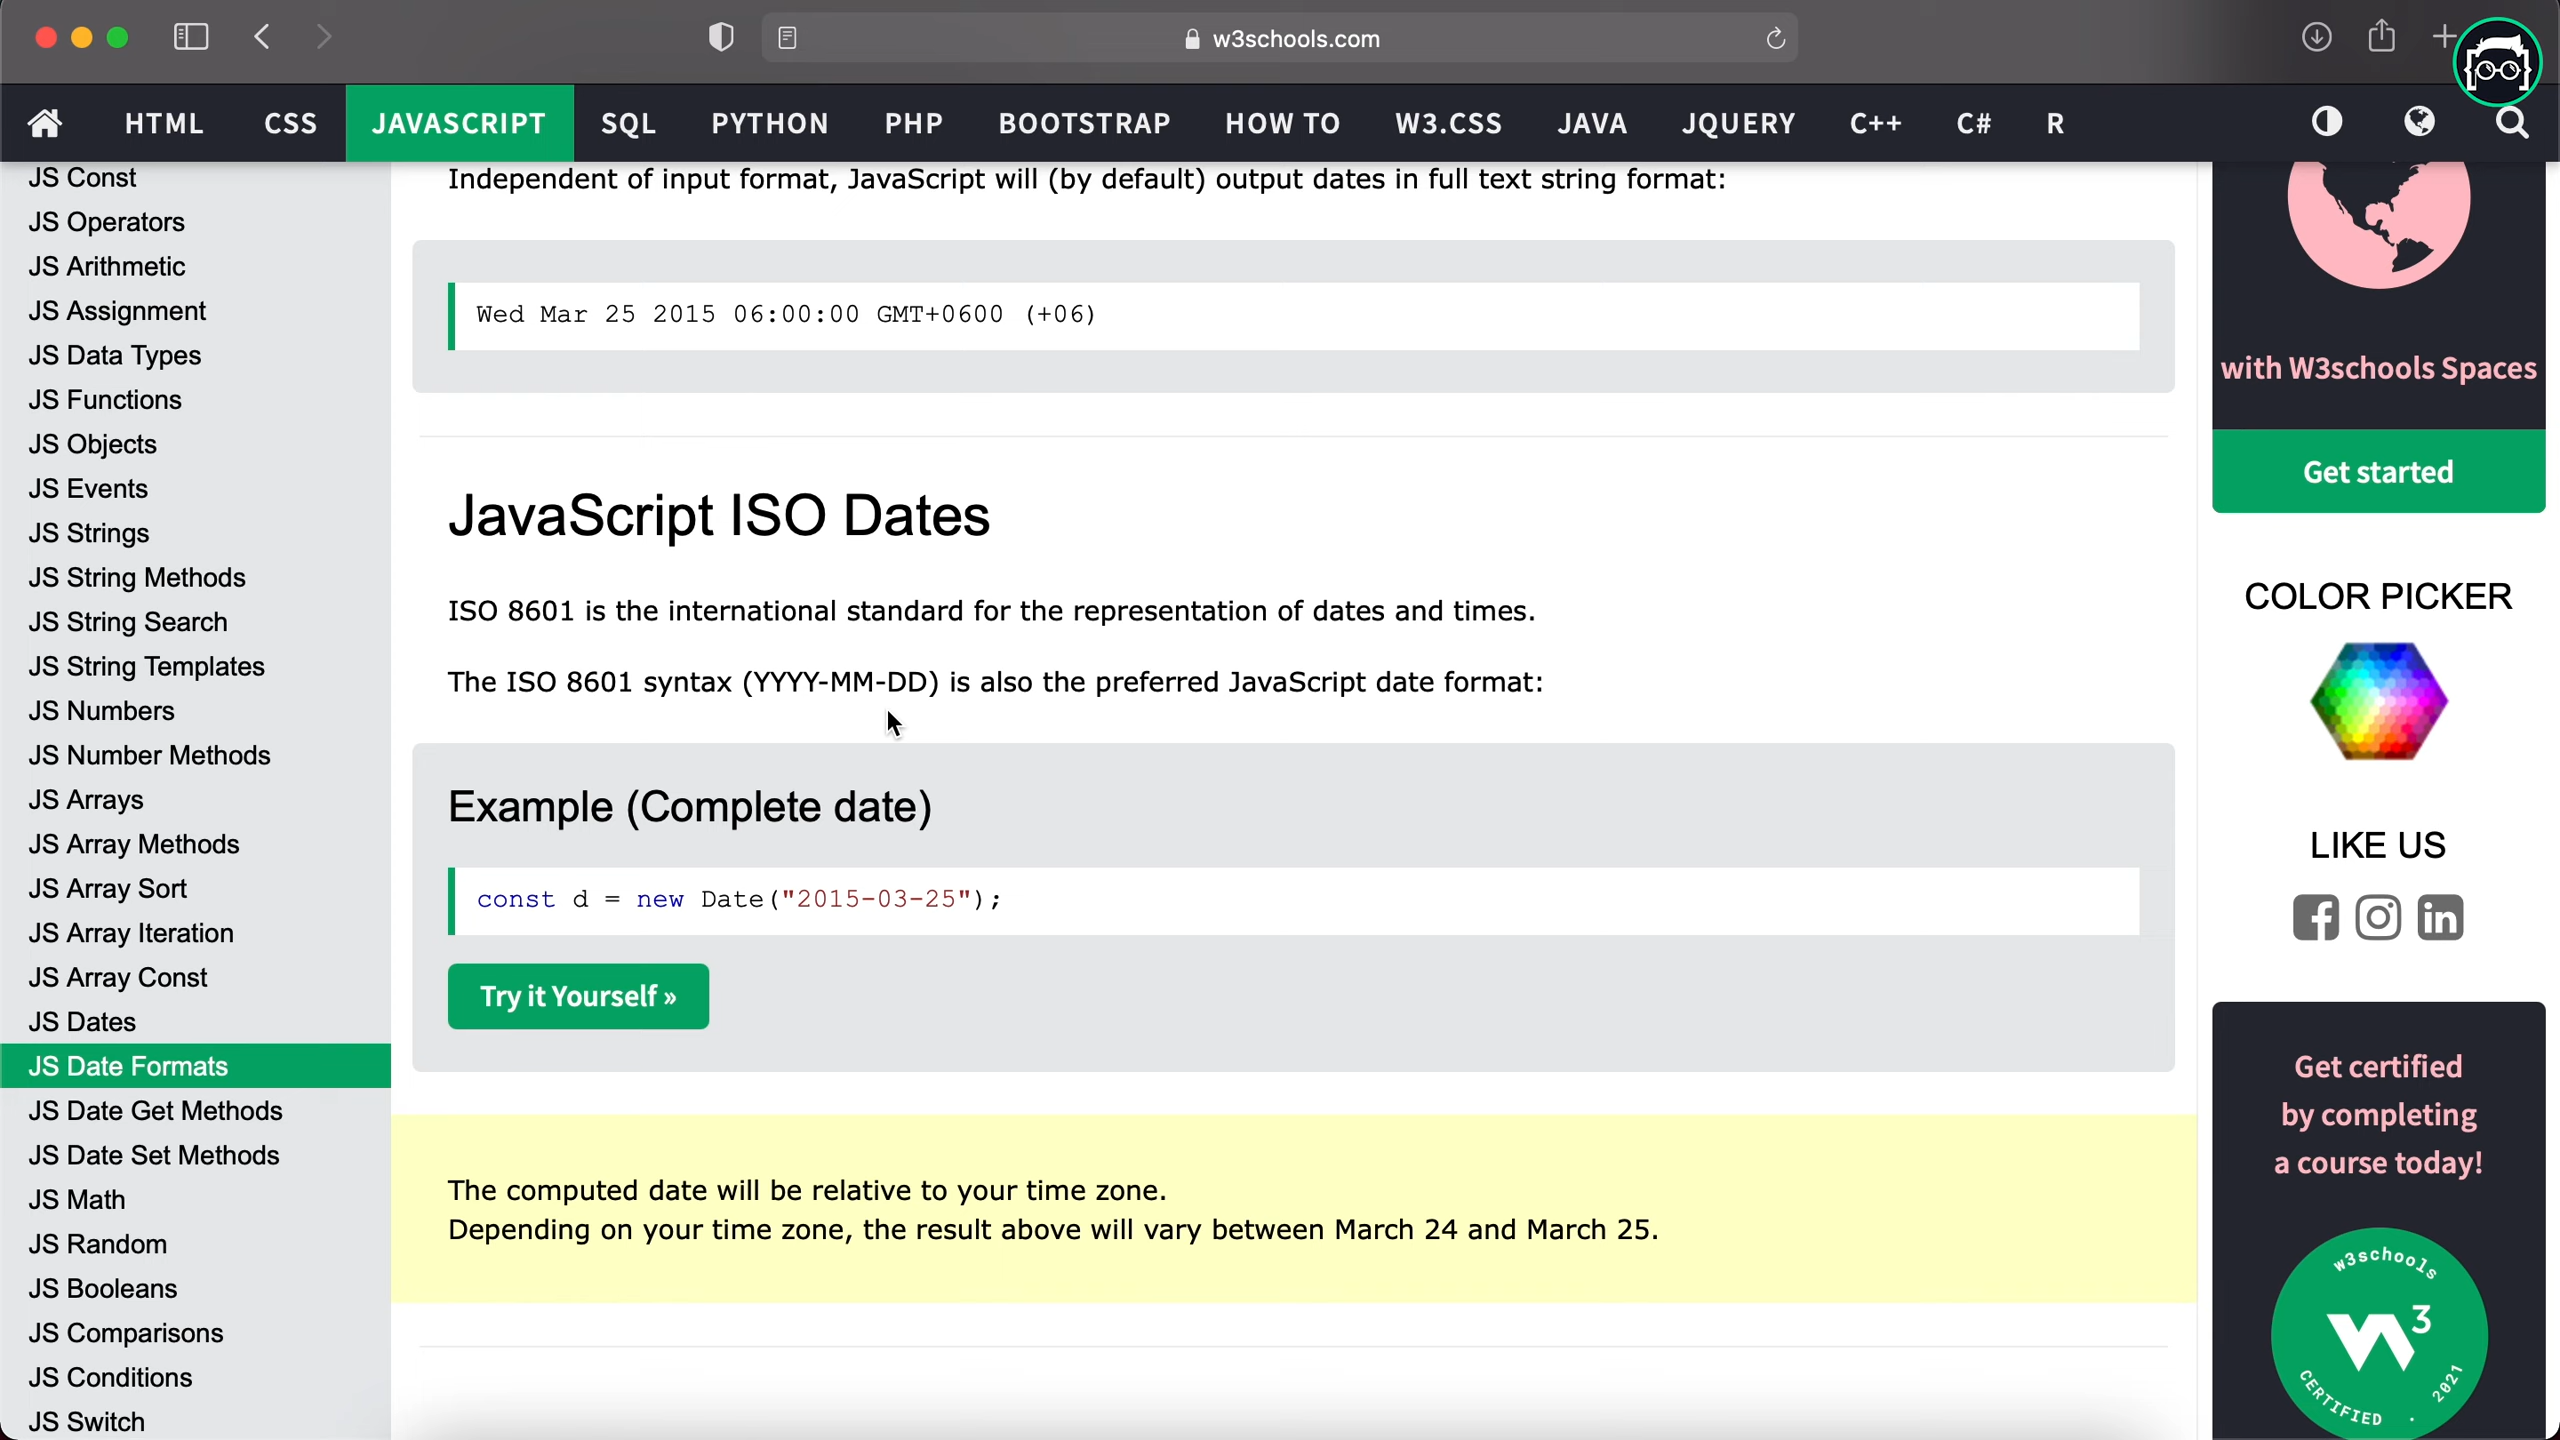 w3schools.com
HTML CSS JAVASCRIPT SQL PYTHON PHP BOOTSTRAP HOW TO W3.CSS JAVA JQUERY C++ C# R
JS Const
JS Operators
JS Arithmetic
JS Assignment
JS Data Types
JS Functions
JS Objects
JS Events
JS Strings
JS String Methods
JS String Search
JS String Templates
JS Numbers
JS Number Methods
JS Arrays
JS Array Methods
JS Array Sort
JS Array Iteration
JS Array Const
JS Dates
JS Date Formats
JS Date Get Methods
JS Date Set Methods
JS Math
JS Random
JS Booleans
JS Comparisons
JS Conditions
JS Switch
Independent of input format, JavaScript will (by default) output dates in full text string format:
Wed Mar 25 2015 06:00:00 GMT+0600 (+06)
JavaScript ISO Dates
ISO 8601 is the international standard for the representation of dates and times.
The ISO 8601 syntax (YYYY-MM-DD) is also the preferred JavaScript date format:
Example (Complete date)
const d = new Date("2015-03-25");
Try it Yourself »
The computed date will be relative to your time zone.
Depending on your time zone, the result above will vary between March 24 and March 25.
with W3schools Spaces
Get started
COLOR PICKER
LIKE US
Get certified
by completing
a course today!
w3schools
W3
CERTIFIED . 2021